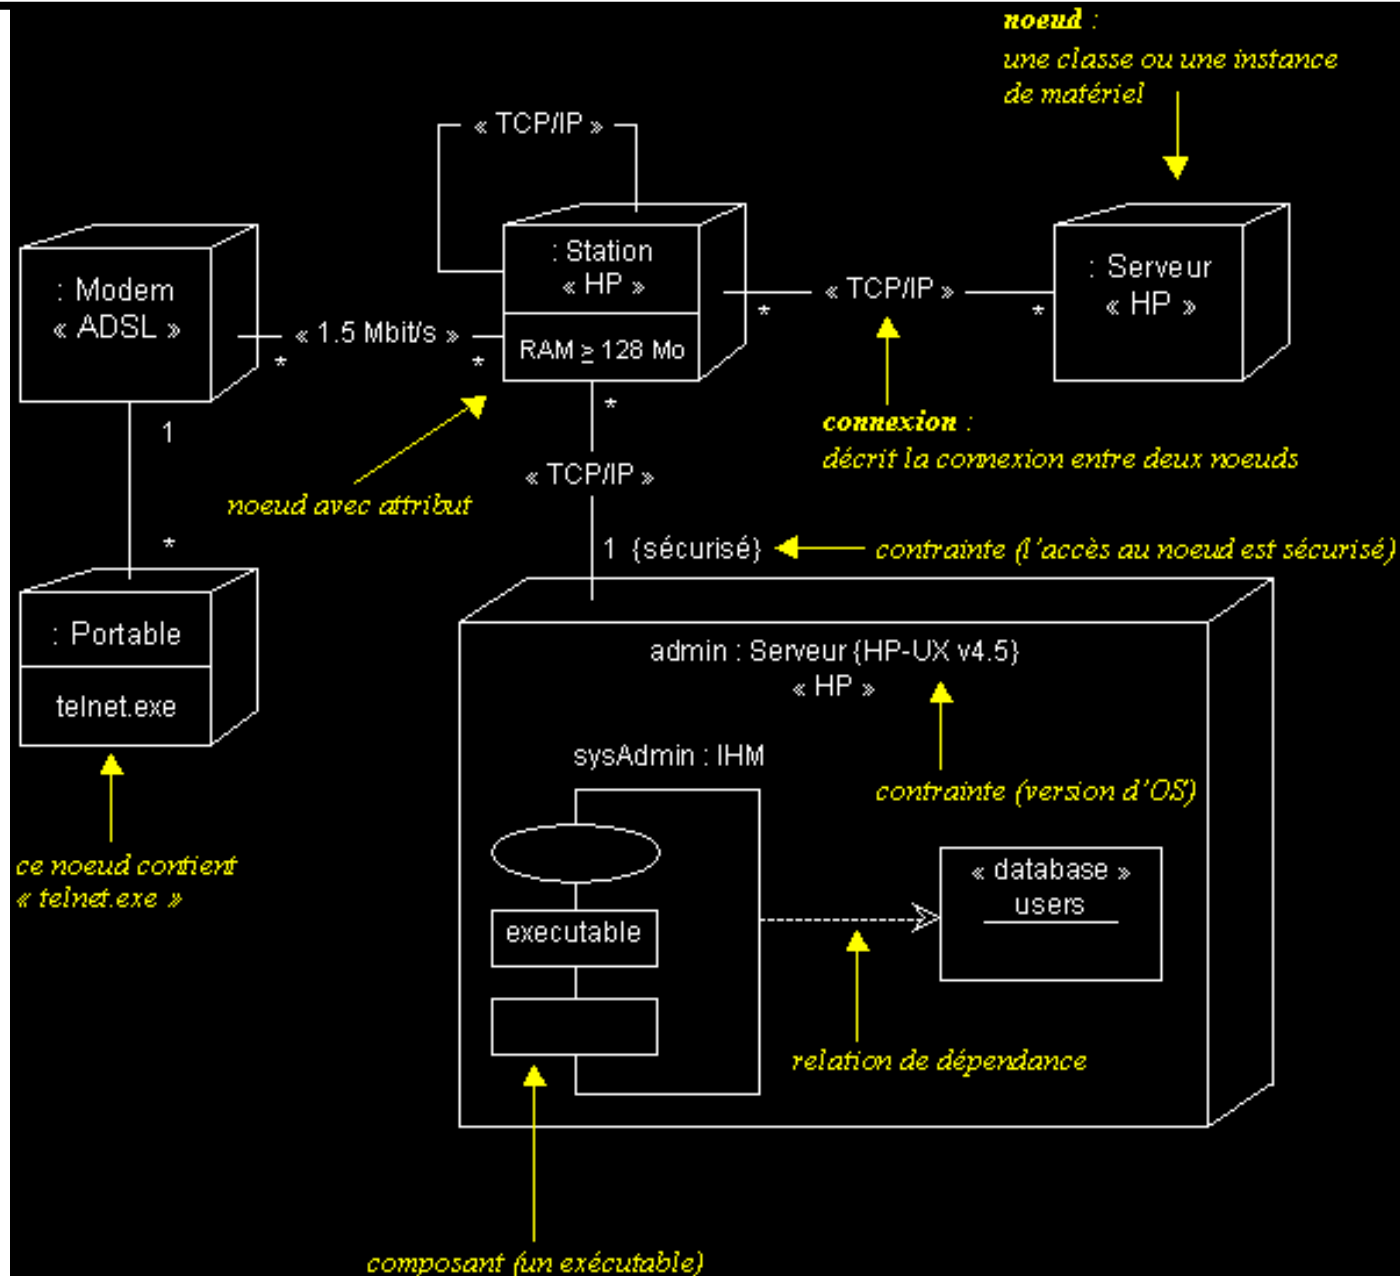 noeud :
une classe ou une instance
de matériel
« TCP/IP »
: Modem
« ADSL »
« 1.5 Mbit/s »
*
*
: Station
« HP »
RAM ≥ 128 Mo
*
« TCP/IP »
*
: Serveur
« HP »
connexion :
décrit la connexion entre deux noeuds
1
*
noeud avec attribut
*
« TCP/IP »
1 {sécurisé}
contrainte (l'accès au noeud est sécurisé)
: Portable
telnet.exe
ce noeud contient
« telnet.exe »
admin : Serveur {HP-UX v4.5}
« HP »
contrainte (version d'OS)
sysAdmin : IHM
executable
« database »
users
relation de dépendance
composant (un exécutable)